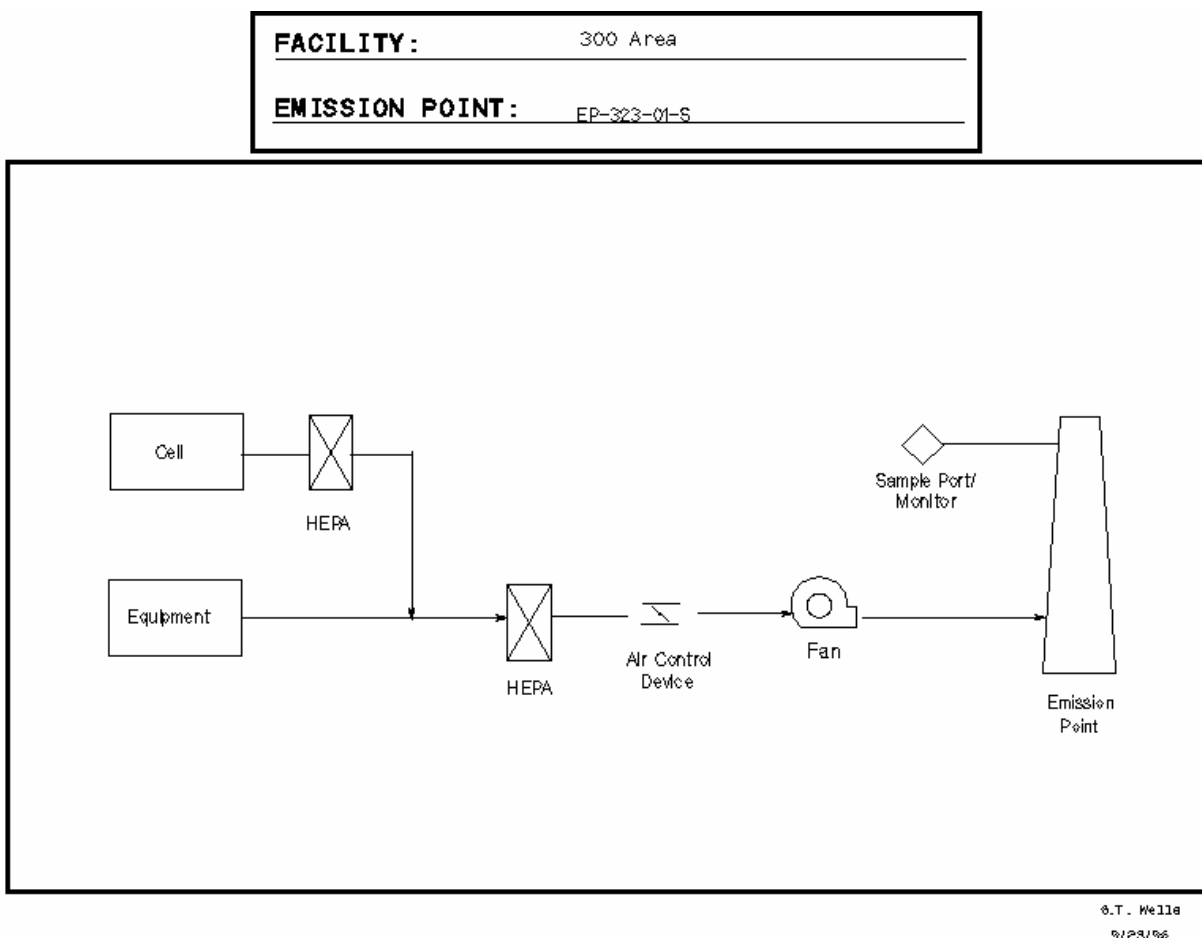 FACILITY: 300 Area
EMISSION POINT: EP-323-01-S
Cell
HEPA
Sample Port/
Monitor
Equipment
HEPA
Air Control
Device
Fan
Emission
Point
Wells